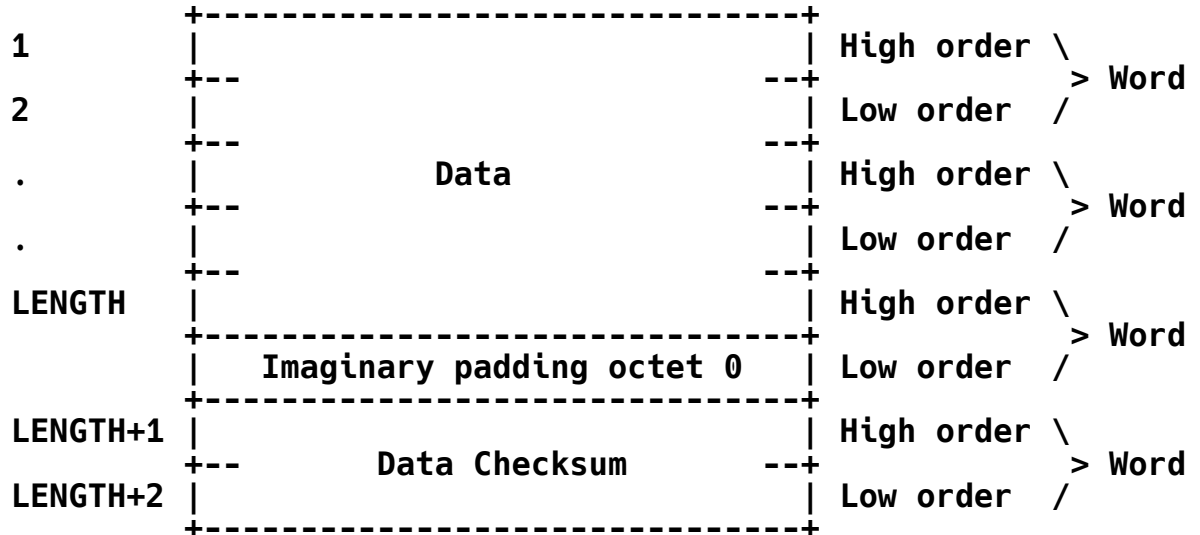 +--------------------------------+
1          |                                | High order \
           +--                            --+             > Word
2          |                                | Low order  /
           +--                            --+
.          |            Data                | High order \
           +--                            --+             > Word
.          |                                | Low order  /
           +--                            --+
LENGTH     |                                | High order \
           +--------------------------------+             > Word
           |   Imaginary padding octet 0    | Low order  /
           +--------------------------------+
LENGTH+1   |                                | High order \
           +--       Data Checksum        --+             > Word
LENGTH+2   |                                | Low order  /
           +--------------------------------+